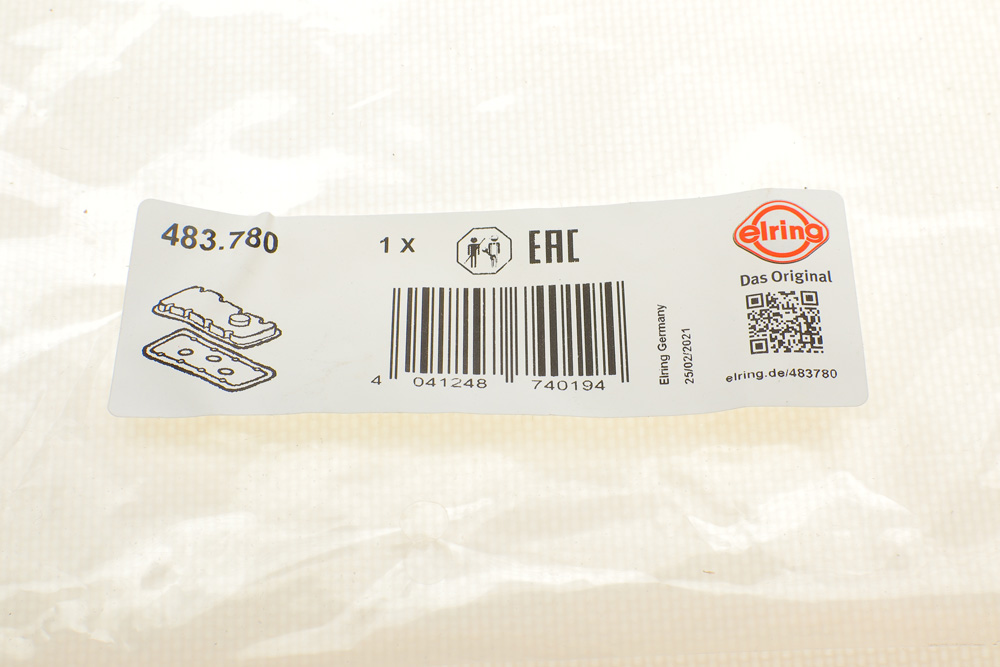 483.780
1 X
EAC
elring
Das Original
4 041248 740194
Elring Germany
25/02/2021
elring.de/483780